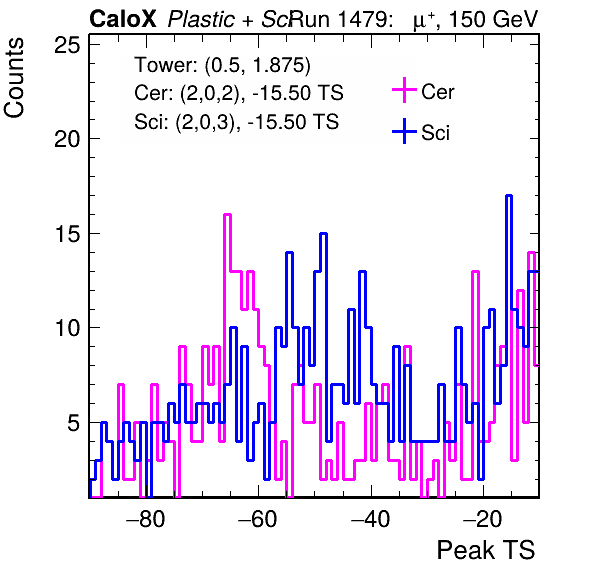 CaloX Plastic + Sci Run 1479: μ+, 150 GeV
Counts
25
20
15
10
5
Tower: (0.5, 1.875)
Cer: (2,0,2), -15.50 TS
Sci: (2,0,3), -15.50 TS
Cer
Sci
−80 −60 −40 −20
Peak TS